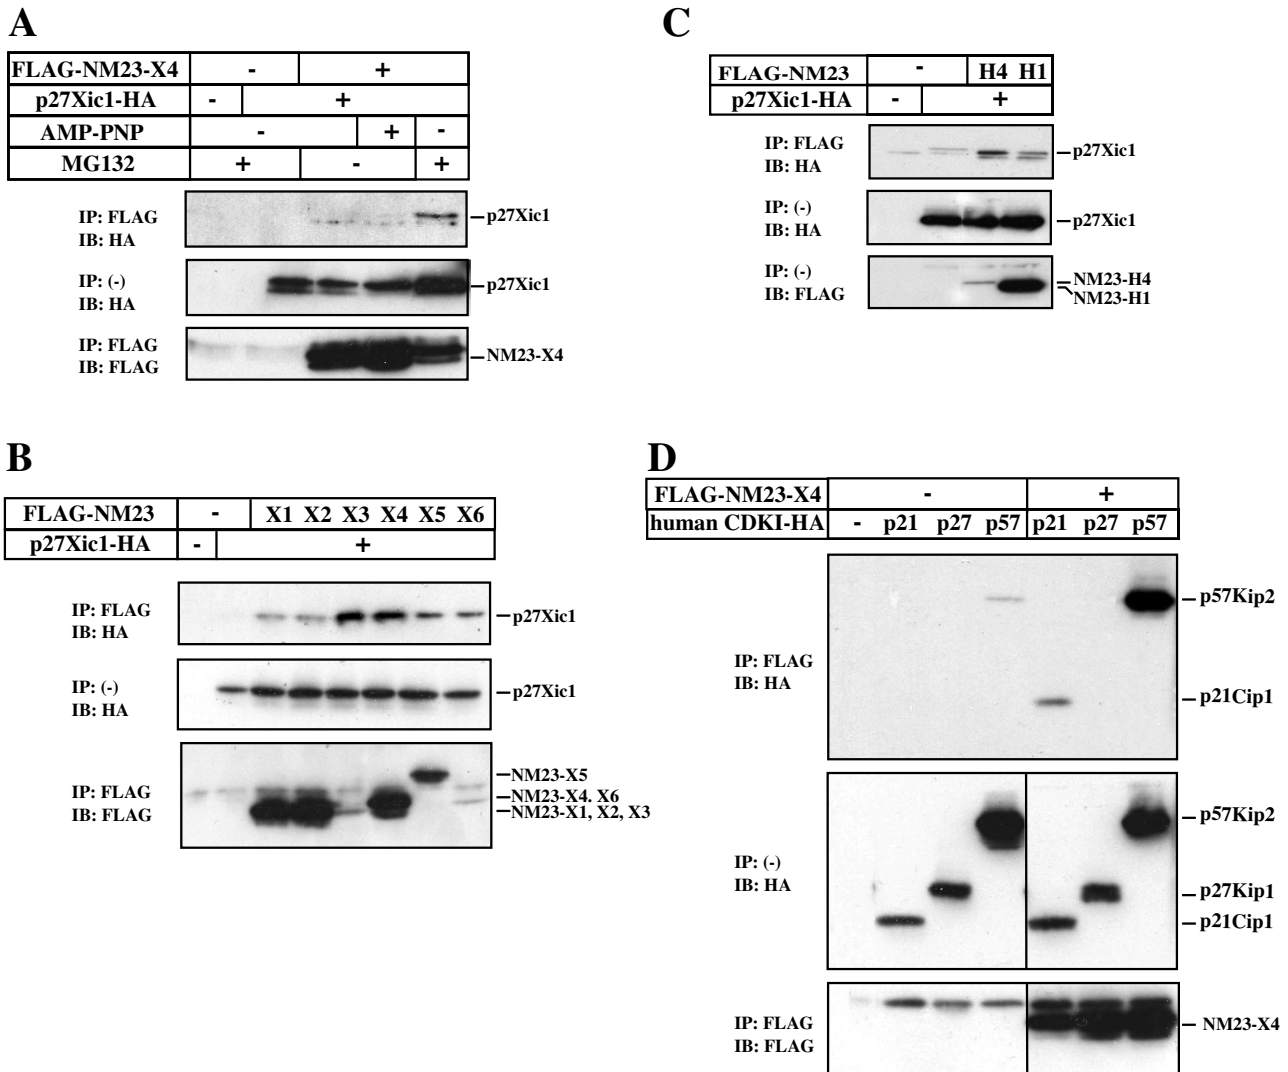 A
FLAG-NM23-X4 - +
p27Xic1-HA - +
AMP-PNP - + -
MG132 + - +
IP: FLAG
IB: HA
p27Xic1
IP: (-)
IB: HA
p27Xic1
IP: FLAG
IB: FLAG
NM23-X4
B
FLAG-NM23 - X1 X2 X3 X4 X5 X6
p27Xic1-HA - +
IP: FLAG
IB: HA
p27Xic1
IP: (-)
IB: HA
p27Xic1
IP: FLAG
IB: FLAG
NM23-X5
NM23-X4, X6
NM23-X1, X2, X3
C
FLAG-NM23 - H4 H1
p27Xic1-HA - +
IP: FLAG
IB: HA
p27Xic1
IP: (-)
IB: HA
p27Xic1
IP: (-)
IB: FLAG
NM23-H4
NM23-H1
D
FLAG-NM23-X4 - +
human CDKI-HA - p21 p27 p57 p21 p27 p57
IP: FLAG
IB: HA
p57Kip2
p21Cip1
IP: (-)
IB: HA
p57Kip2
p27Kip1
p21Cip1
IP: FLAG
IB: FLAG
NM23-X4